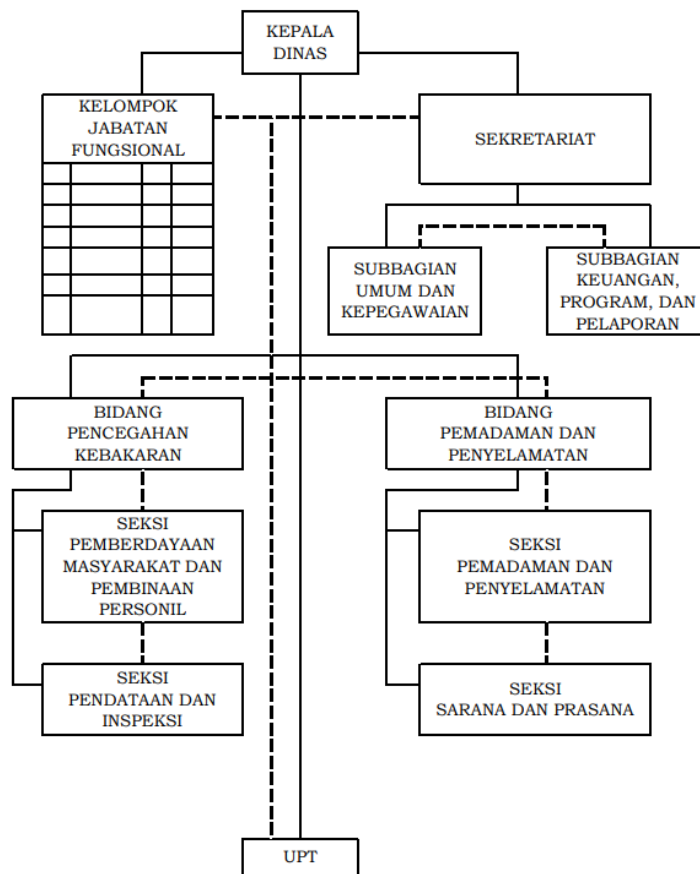 KEPALA
DINAS
KELOMPOK
JABATAN
FUNGSIONAL
SEKRETARIAT
SUBBAGIAN
UMUM DAN
KEPEGAWAIAN
SUBBAGIAN
KEUANGAN,
PROGRAM, DAN
PELAPORAN
BIDANG
PENCEGAHAN
KEBAKARAN
BIDANG
PEMADAMAN DAN
PENYELAMATAN
SEKSI
PEMBERDAYAAN
MASYARAKAT DAN
PEMBINAAN
PERSONIL
SEKSI
PEMADAMAN DAN
PENYELAMATAN
SEKSI
PENDATAAN DAN
INSPEKSI
SEKSI
SARANA DAN PRASANA
UPT